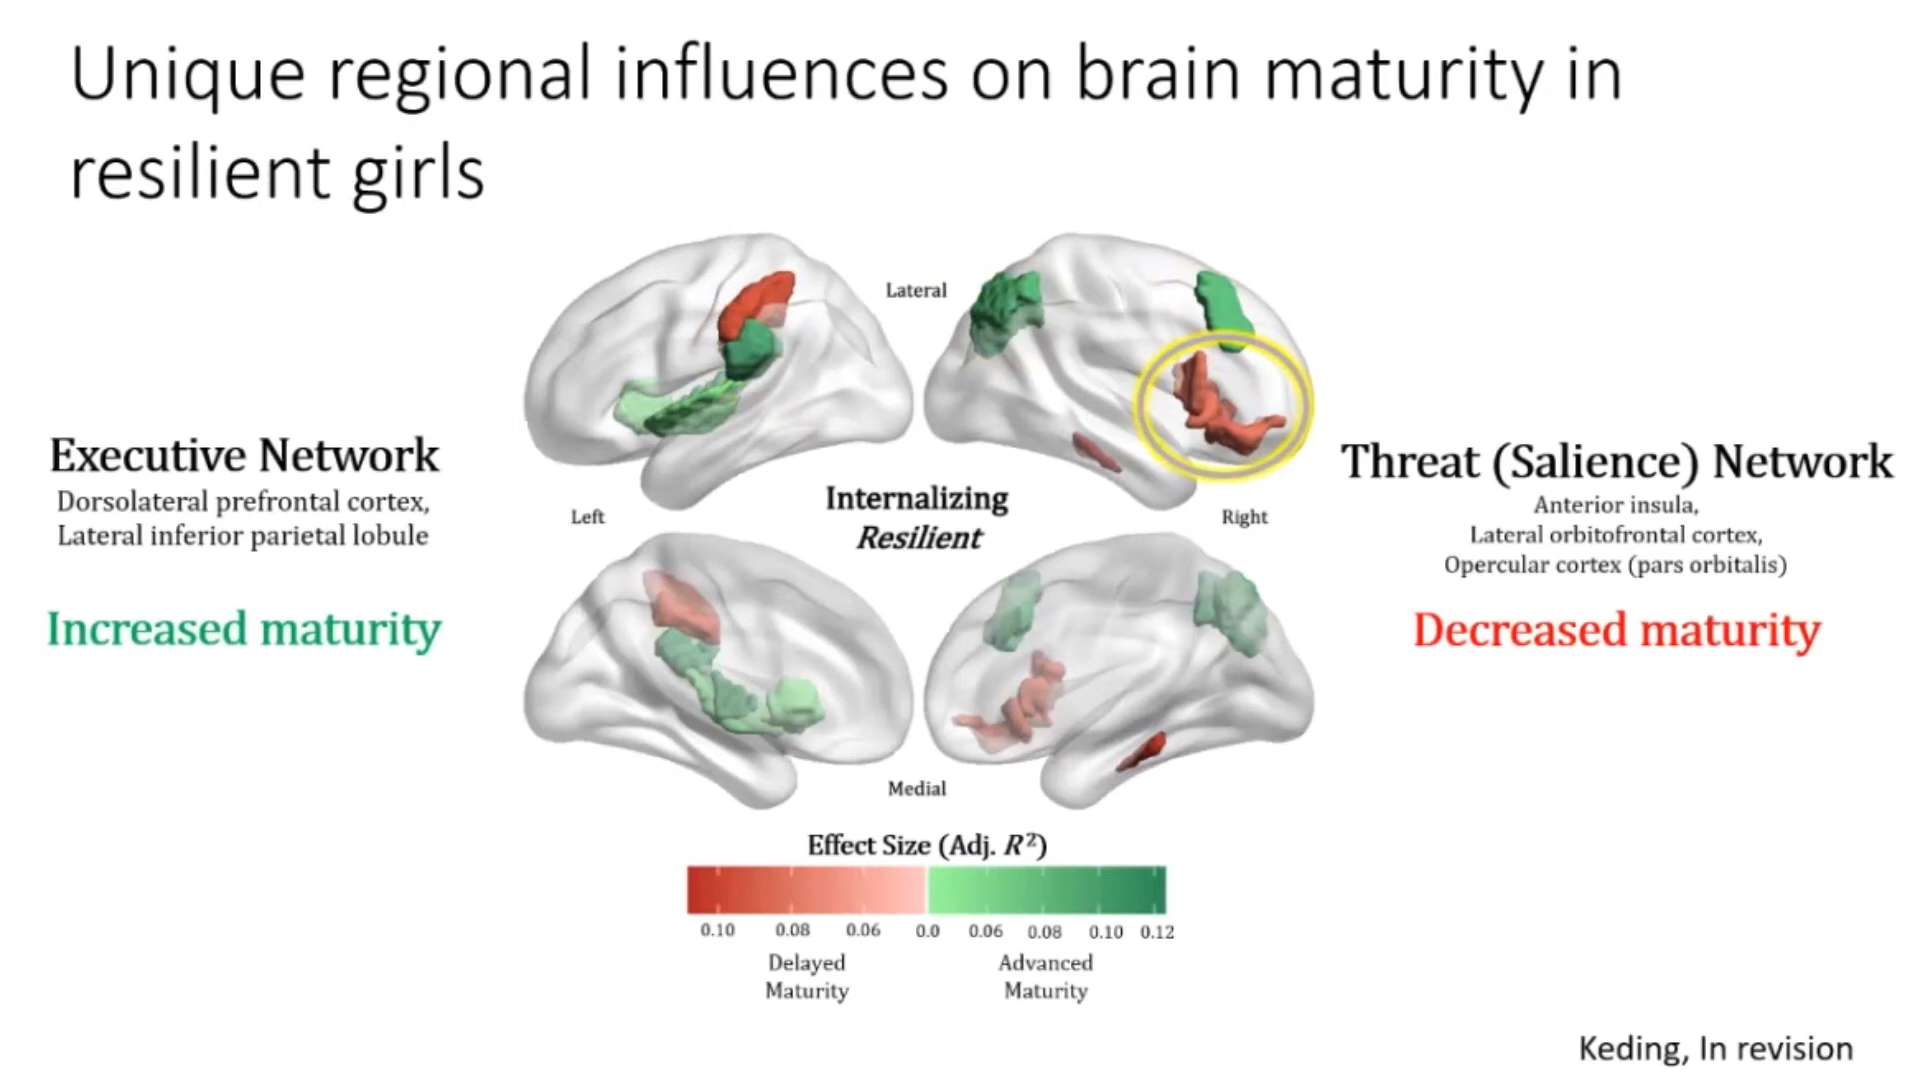 Unique regional influences on brain maturity in
resilient girls
Lateral
Executive Network
Dorsolateral prefrontal cortex,
Lateral inferior parietal lobule
Increased maturity
Left
Internalizing
Resilient
Right
Threat (Salience) Network
Anterior insula,
Lateral orbitofrontal cortex,
Opercular cortex (pars orbitalis)
Decreased maturity
Medial
Effect Size (Adj. R²)
0.10 0.08 0.06 0.0 0.06 0.08 0.10 0.12
Delayed
Maturity
Advanced
Maturity
Keding, In revision